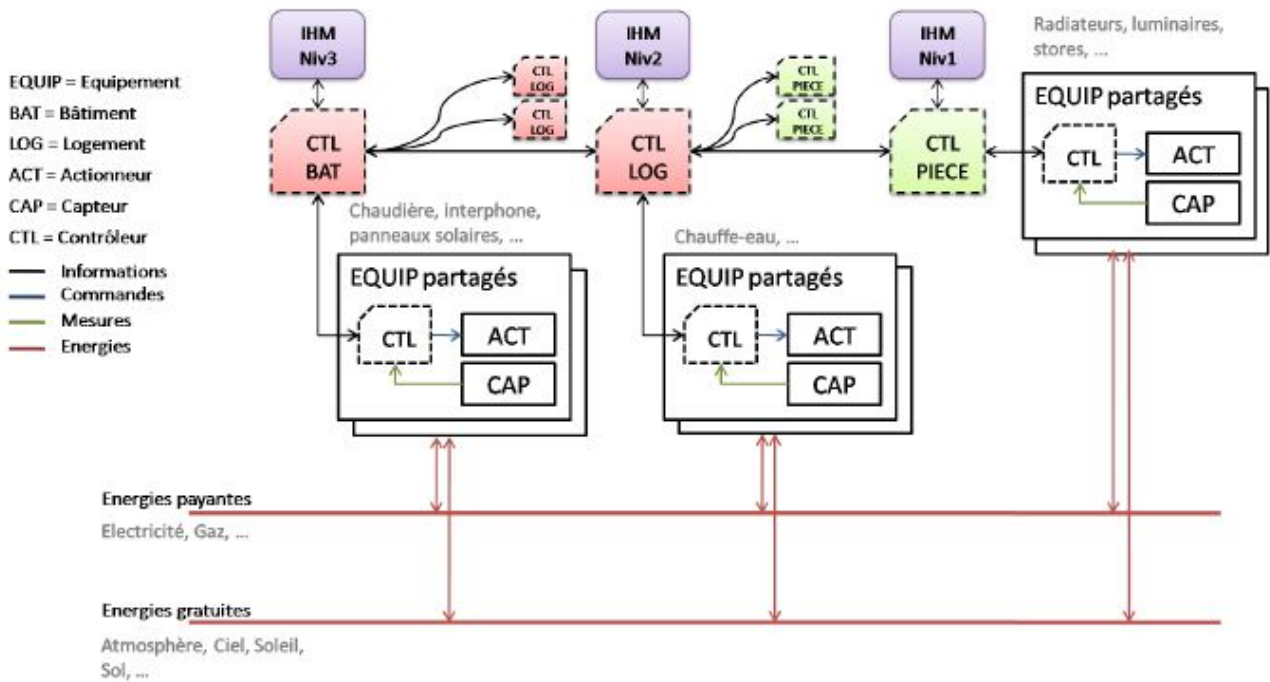 EQUIP = Equipement
BAT = Bâtiment
LOG = Logement
ACT = Actionneur
CAP = Capteur
CTL = Contrôleur
Informations
Commandes
Mesures
Energies
IHM
Niv3
CTL
BAT
CTL
LOG
CTL
LOG
IHM
Niv2
CTL
LOG
CTL
PIECE
CTL
PIECE
IHM
Niv1
CTL
PIECE
Radiateurs, luminaires,
stores, ...
EQUIP partagés
CTL
ACT
CAP
Chaudière, interphone,
panneaux solaires, ...
EQUIP partagés
CTL
ACT
CAP
Chauffe-eau, ...
EQUIP partagés
CTL
ACT
CAP
Energies payantes
Electricité, Gaz, ...
Energies gratuites
Atmosphère, Ciel, Soleil,
Sol, ...